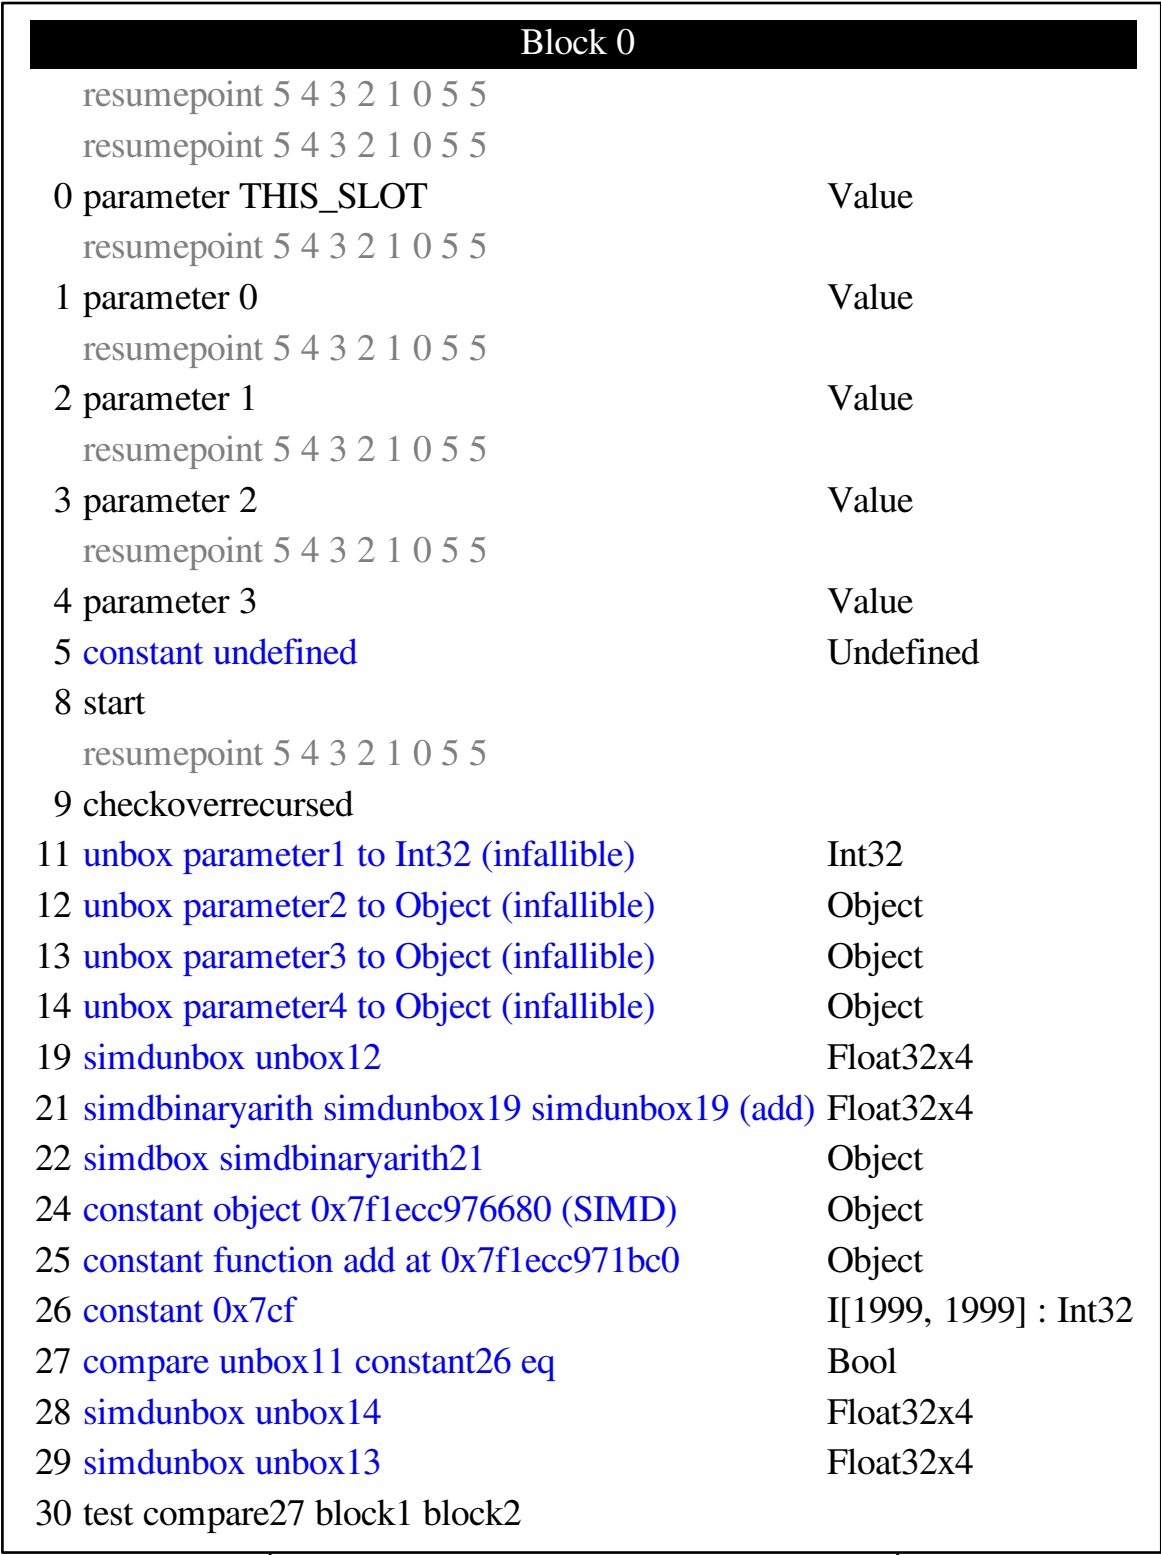 Block 0
resumepoint 5 4 3 2 1 0 5 5
resumepoint 5 4 3 2 1 0 5 5
0 parameter THIS_SLOT Value
resumepoint 5 4 3 2 1 0 5 5
1 parameter 0 Value
resumepoint 5 4 3 2 1 0 5 5
2 parameter 1 Value
resumepoint 5 4 3 2 1 0 5 5
3 parameter 2 Value
resumepoint 5 4 3 2 1 0 5 5
4 parameter 3 Value
5 constant undefined Undefined
8 start
resumepoint 5 4 3 2 1 0 5 5
9 checkoverrecursed
11 unbox parameter1 to Int32 (infallible) Int32
12 unbox parameter2 to Object (infallible) Object
13 unbox parameter3 to Object (infallible) Object
14 unbox parameter4 to Object (infallible) Object
19 simdunbox unbox12 Float32x4
21 simdbinaryarith simdunbox19 simdunbox19 (add) Float32x4
22 simdbox simdbinaryarith21 Object
24 constant object 0x7f1ecc976680 (SIMD) Object
25 constant function add at 0x7f1ecc971bc0 Object
26 constant 0x7cf I[1999, 1999] : Int32
27 compare unbox11 constant26 eq Bool
28 simdunbox unbox14 Float32x4
29 simdunbox unbox13 Float32x4
30 test compare27 block1 block2